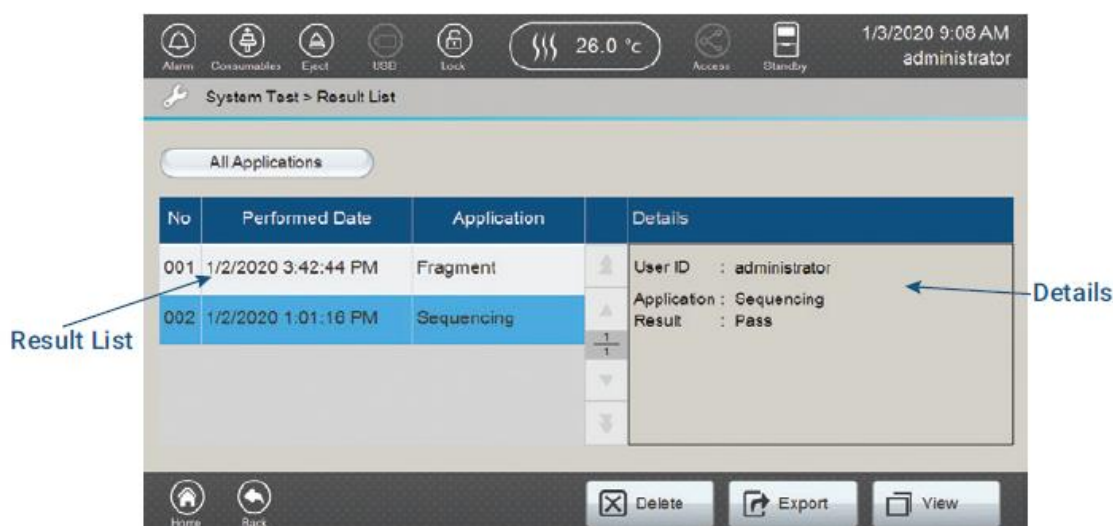 1/3/2020 9:08 AM
26.0 °c
administrator
Alarm Consumables Eject USB Lock Access Standby
System Test > Result List
All Applications
No Performed Date Application Details
001 1/2/2020 3:42:44 PM Fragment
User ID : administrator
Details
Application : Sequencing
002 1/2/2020 1:01:16 PM Sequencing
Result : Pass
Result List
1
1
Delete Export View
Home Back